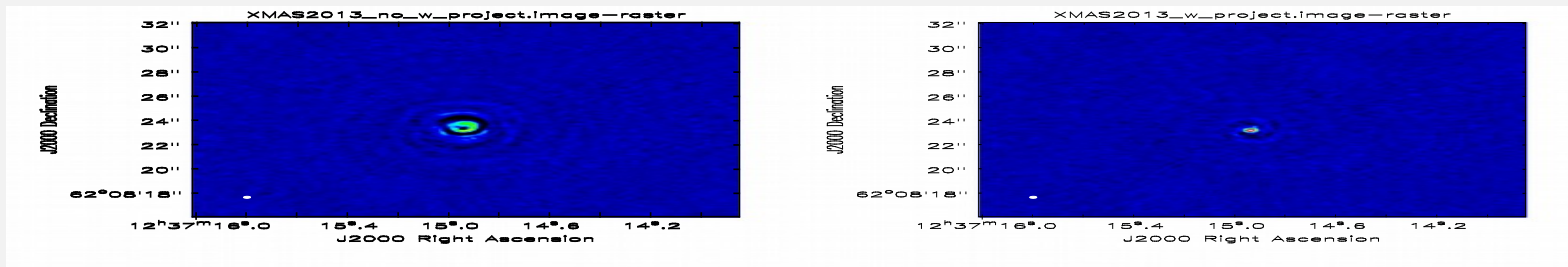 XMAS2013_no_w_project.image-raster
32''
30''
28''
26''
24''
22''
20''
62°08'18''
J2000 Declination
12ʰ37ᵐ16ˢ.0 15ˢ.4 15ˢ.0 14ˢ.6 14ˢ.2
J2000 Right Ascension
XMAS2013_w_project.image-raster
32''
30''
28''
26''
24''
22''
20''
62°08'18''
J2000 Declination
12ʰ37ᵐ16ˢ.0 15ˢ.4 15ˢ.0 14ˢ.6 14ˢ.2
J2000 Right Ascension